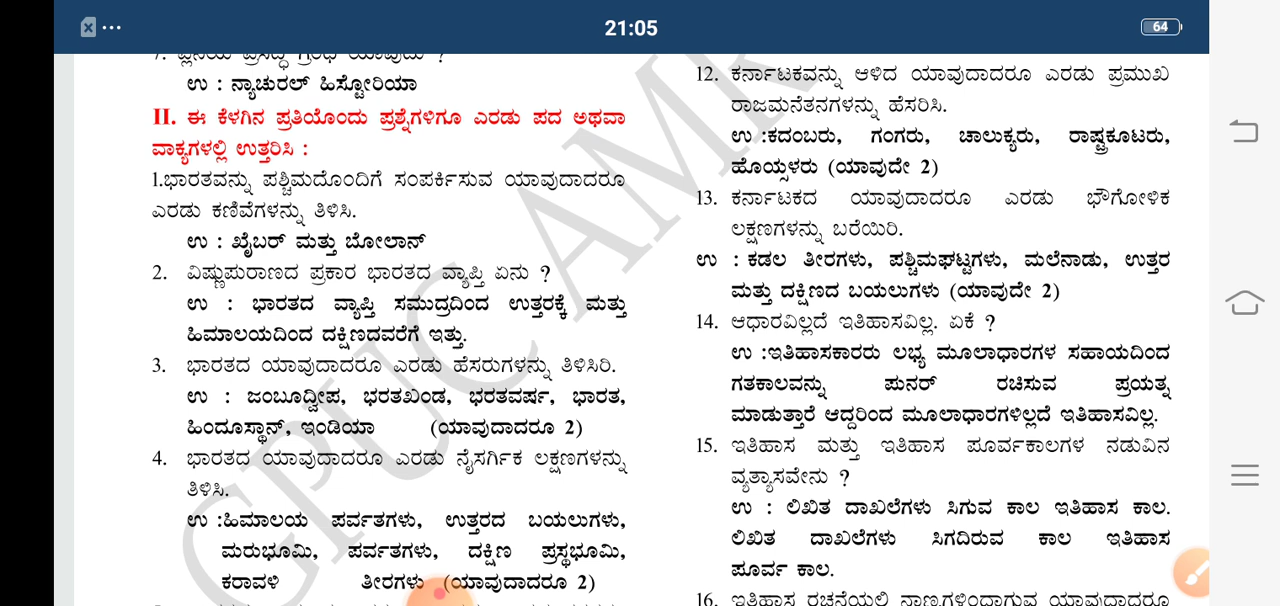 21:05
64
ಉ : ನ್ಯಾಚುರಲ್ ಹಿಸ್ಟೋರಿಯಾ
II. ಈ ಕೆಳಗಿನ ಪ್ರತಿಯೊಂದು ಪ್ರಶ್ನೆಗಳಿಗೂ ಎರಡು ಪದ ಅಥವಾ
ವಾಕ್ಯಗಳಲ್ಲಿ ಉತ್ತರಿಸಿ :
1.ಭಾರತವನ್ನು ಪಶ್ಚಿಮದೊಂದಿಗೆ ಸಂಪರ್ಕಿಸುವ ಯಾವುದಾದರೂ
ಎರಡು ಕಣಿವೆಗಳನ್ನು ತಿಳಿಸಿ.
ಉ : ಖೈಬರ್ ಮತ್ತು ಬೋಲಾನ್
2. ವಿಷ್ಣುಪುರಾಣದ ಪ್ರಕಾರ ಭಾರತದ ವ್ಯಾಪ್ತಿ ಏನು ?
ಉ : ಭಾರತದ ವ್ಯಾಪ್ತಿ ಸಮುದ್ರದಿಂದ ಉತ್ತರಕ್ಕೆ ಮತ್ತು
ಹಿಮಾಲಯದಿಂದ ದಕ್ಷಿಣದವರೆಗೆ ಇತ್ತು.
3. ಭಾರತದ ಯಾವುದಾದರೂ ಎರಡು ಹೆಸರುಗಳನ್ನು ತಿಳಿಸಿರಿ.
ಉ : ಜಂಬೂದ್ವೀಪ, ಭರತಖಂಡ, ಭರತವರ್ಷ, ಭಾರತ,
ಹಿಂದೂಸ್ಥಾನ್, ಇಂಡಿಯಾ (ಯಾವುದಾದರೂ 2)
4. ಭಾರತದ ಯಾವುದಾದರೂ ಎರಡು ನೈಸರ್ಗಿಕ ಲಕ್ಷಣಗಳನ್ನು
ತಿಳಿಸಿ.
ಉ :ಹಿಮಾಲಯ ಪರ್ವತಗಳು, ಉತ್ತರದ ಬಯಲುಗಳು,
ಮರುಭೂಮಿ, ಪರ್ವತಗಳು, ದಕ್ಷಿಣ ಪ್ರಸ್ಥಭೂಮಿ,
ಕರಾವಳಿ ತೀರಗಳು (ಯಾವುದಾದರೂ 2)
12. ಕರ್ನಾಟಕವನ್ನು ಆಳಿದ ಯಾವುದಾದರೂ ಎರಡು ಪ್ರಮುಖ
ರಾಜಮನೆತನಗಳನ್ನು ಹೆಸರಿಸಿ.
ಉ :ಕದಂಬರು, ಗಂಗರು, ಚಾಲುಕ್ಯರು, ರಾಷ್ಟ್ರಕೂಟರು,
ಹೊಯ್ಸಳರು (ಯಾವುದೇ 2)
13. ಕರ್ನಾಟಕದ ಯಾವುದಾದರೂ ಎರಡು ಭೌಗೋಳಿಕ
ಲಕ್ಷಣಗಳನ್ನು ಬರೆಯಿರಿ.
ಉ : ಕಡಲ ತೀರಗಳು, ಪಶ್ಚಿಮಘಟ್ಟಗಳು, ಮಲೆನಾಡು, ಉತ್ತರ
ಮತ್ತು ದಕ್ಷಿಣದ ಬಯಲುಗಳು (ಯಾವುದೇ 2)
14. ಆಧಾರವಿಲ್ಲದೆ ಇತಿಹಾಸವಿಲ್ಲ. ಏಕೆ ?
ಉ :ಇತಿಹಾಸಕಾರರು ಲಭ್ಯ ಮೂಲಾಧಾರಗಳ ಸಹಾಯದಿಂದ
ಗತಕಾಲವನ್ನು ಪುನರ್ ರಚಿಸುವ ಪ್ರಯತ್ನ
ಮಾಡುತ್ತಾರೆ ಆದ್ದರಿಂದ ಮೂಲಾಧಾರಗಳಿಲ್ಲದೆ ಇತಿಹಾಸವಿಲ್ಲ.
15. ಇತಿಹಾಸ ಮತ್ತು ಇತಿಹಾಸ ಪೂರ್ವಕಾಲಗಳ ನಡುವಿನ
ವ್ಯತ್ಯಾಸವೇನು ?
ಉ : ಲಿಖಿತ ದಾಖಲೆಗಳು ಸಿಗುವ ಕಾಲ ಇತಿಹಾಸ ಕಾಲ.
ಲಿಖಿತ ದಾಖಲೆಗಳು ಸಿಗದಿರುವ ಕಾಲ ಇತಿಹಾಸ
ಪೂರ್ವ ಕಾಲ.
16. ಇತಿಹಾಸ ರಚನೆಯಲ್ಲಿ ನಾಣ್ಯಗಳಿಂದಾಗುವ ಯಾವುದಾದರೂ
GPUC AMR